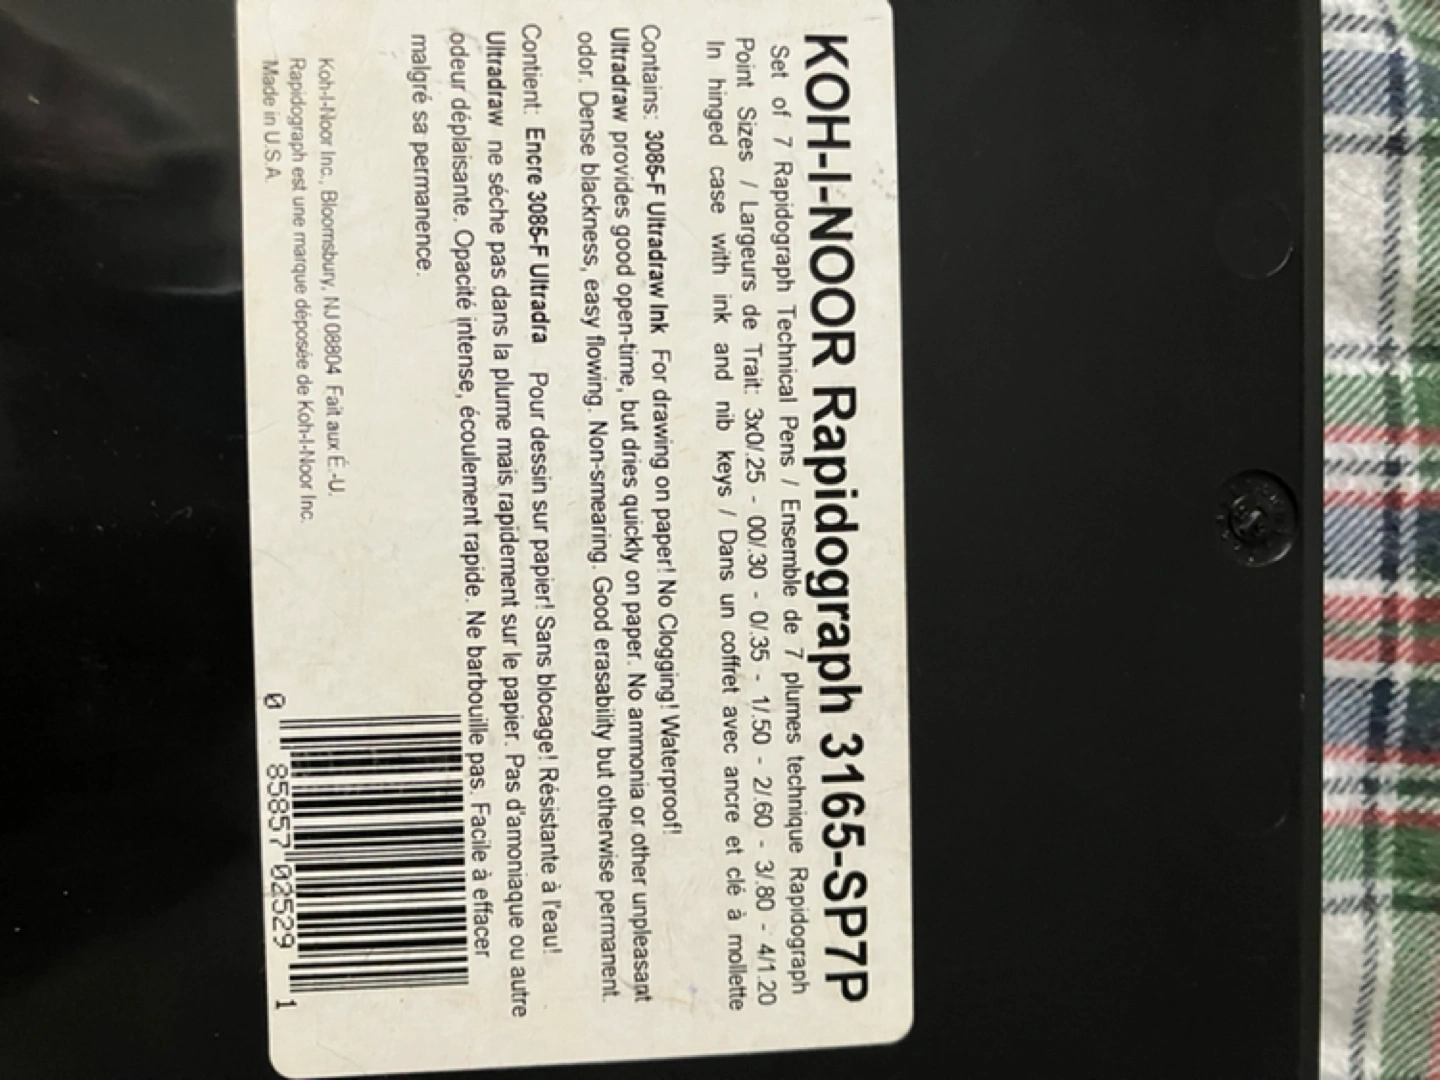 KOH-I-NOOR Rapidograph 3165-SP7P
Set of 7 Rapidograph Technical Pens / Ensemble de 7 plumes technique Rapidograph
Point Sizes / Largeurs de Trait: 3x0/.25 - 00/.30 - 0/.35 - 1/.50 - 2/.60 - 3/.80 - 4/1.20
In hinged case with ink and nib keys / Dans un coffret avec ancre et clé à mollette
Contains: 3085-F Ultradraw Ink For drawing on paper! No Clogging! Waterproof!
Ultradraw provides good open-time, but dries quickly on paper. No ammonia or other unpleasant
odor. Dense blackness, easy flowing. Non-smearing. Good erasability but otherwise permanent.
Contient: Encre 3085-F Ultradra Pour dessin sur papier! Sans blocage! Résistante à l'eau!
Ultradraw ne séche pas dans la plume mais rapidement sur le papier. Pas d'amoniaque ou autre
odeur déplaisante. Opacité intense, écoulement rapide. Ne barbouille pas. Facile à effacer
malgré sa permanence.
Koh-I-Noor Inc., Bloomsbury, NJ 08804 Fait aux É.-U.
Rapidograph est une marque déposée de Koh-I-Noor Inc.
Made in U.S.A.
0 85857 02529 1